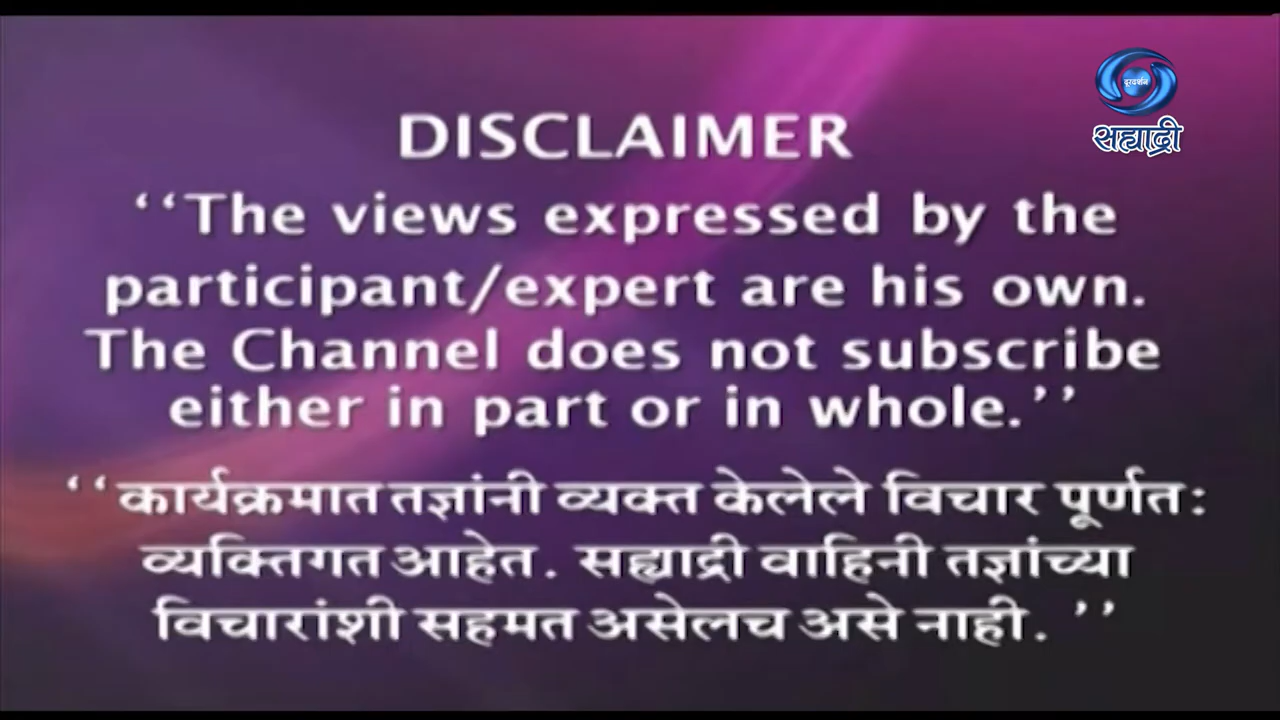 दूरदर्शन
सह्याद्री
DISCLAIMER
‘‘The views expressed by the
participant/expert are his own.
The Channel does not subscribe
either in part or in whole.’’
‘‘कार्यक्रमात तज्ञांनी व्यक्त केलेले विचार पूर्णत:
व्यक्तिगत आहेत. सह्याद्री वाहिनी तज्ञांच्या
विचारांशी सहमत असेलच असे नाही. ’’